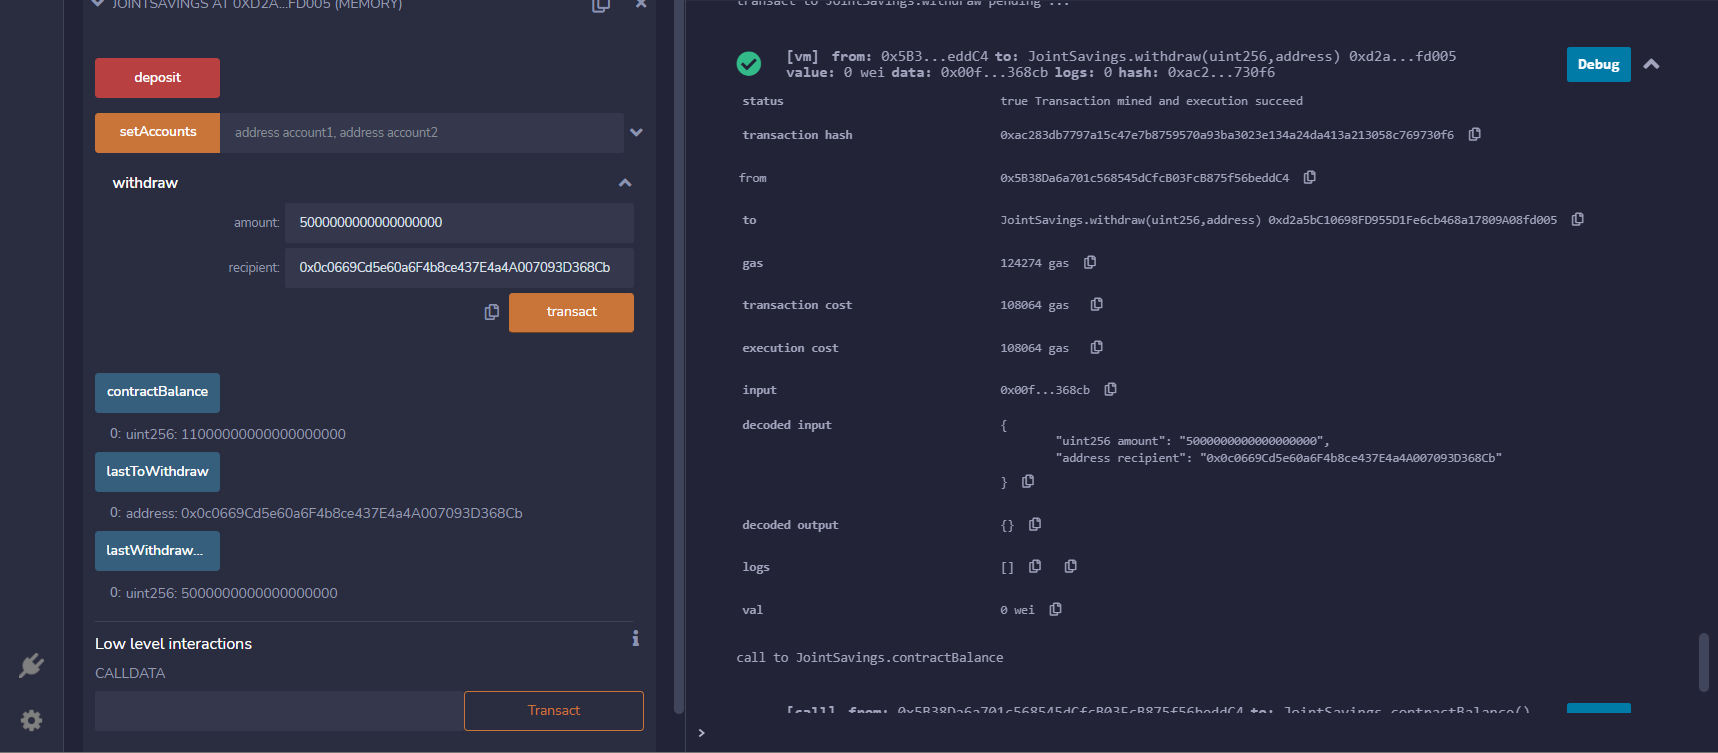 JOINTSAVINGS AT 0XD2A...FD005 (MEMORY)
deposit
setAccounts
address account1, address account2
withdraw
amount:
5000000000000000000
recipient:
0x0c0669Cd5e60a6F4b8ce437E4a4A007093D368Cb
transact
contractBalance
0: uint256: 11000000000000000000
lastToWithdraw
0: address: 0x0c0669Cd5e60a6F4b8ce437E4a4A007093D368Cb
lastWithdraw...
0: uint256: 5000000000000000000
Low level interactions
CALLDATA
Transact
transact to JointSavings.withdraw pending ...
[vm] from: 0x5B3...eddC4 to: JointSavings.withdraw(uint256,address) 0xd2a...fd005
value: 0 wei data: 0x00f...368cb logs: 0 hash: 0xac2...730f6
Debug
status true Transaction mined and execution succeed
transaction hash 0xac283db7797a15c47e7b8759570a93ba3023e134a24da413a213058c769730f6
from 0x5B38Da6a701c568545dCfcB03FcB875f56beddC4
to JointSavings.withdraw(uint256,address) 0xd2a5bC10698FD955D1Fe6cb468a17809A08fd005
gas 124274 gas
transaction cost 108064 gas
execution cost 108064 gas
input 0x00f...368cb
decoded input {
"uint256 amount": "5000000000000000000",
"address recipient": "0x0c0669Cd5e60a6F4b8ce437E4a4A007093D368Cb"
}
decoded output {}
logs []
val 0 wei
call to JointSavings.contractBalance
[call] from: 0x5B38Da6a701c568545dCfcB03FcB875f56beddC4 to: JointSavings.contractBalance()
>